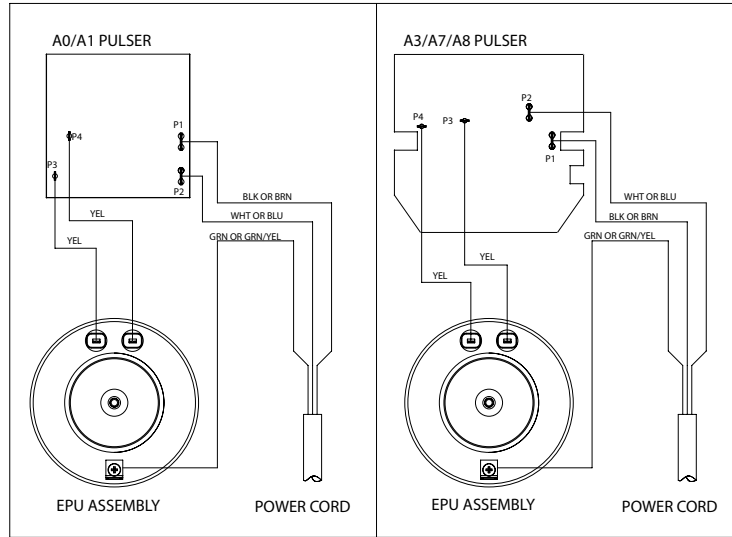 A0/A1 PULSER
P4
P1
P3
P2
BLK OR BRN
WHT OR BLU
YEL
GRN OR GRN/YEL
YEL
EPU ASSEMBLY
POWER CORD
A3/A7/A8 PULSER
P2
P4
P3
P1
WHT OR BLU
BLK OR BRN
GRN OR GRN/YEL
YEL
YEL
EPU ASSEMBLY
POWER CORD